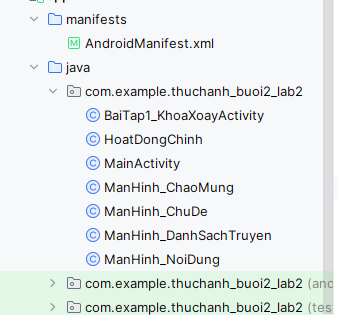 manifests
AndroidManifest.xml
java
com.example.thuchanh_buoi2_lab2
BaiTap1_KhoaXoayActivity
HoatDongChinh
MainActivity
ManHinh_ChaoMung
ManHinh_ChuDe
ManHinh_DanhSachTruyen
ManHinh_NoiDung
com.example.thuchanh_buoi2_lab2 (and
com.example.thuchanh_buoi2_lab2 (tes